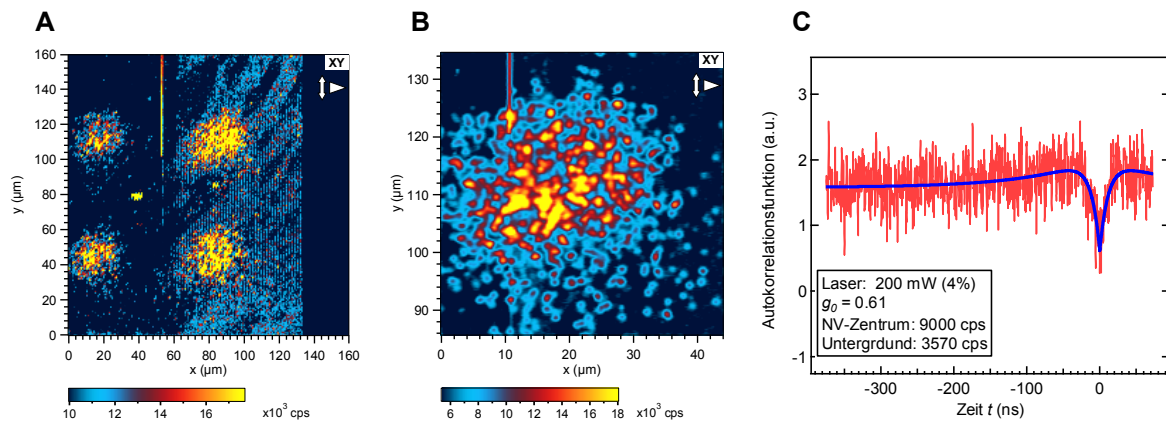 A
B
C
XY
160
140
120
100
80
60
40
20
0
y (µm)
0 20 40 60 80 100 120 140 160
x (µm)
10 12 14 16 x10³ cps
XY
130
120
110
100
90
y (µm)
0 10 20 30 40
x (µm)
6 8 10 12 14 16 18 x10³ cps
3
2
1
0
-1
Autokorrelationsfunktion (a.u.)
Laser: 200 mW (4%)
g₀ = 0.61
NV-Zentrum: 9000 cps
Untergrdund: 3570 cps
-300 -200 -100 0
Zeit t (ns)